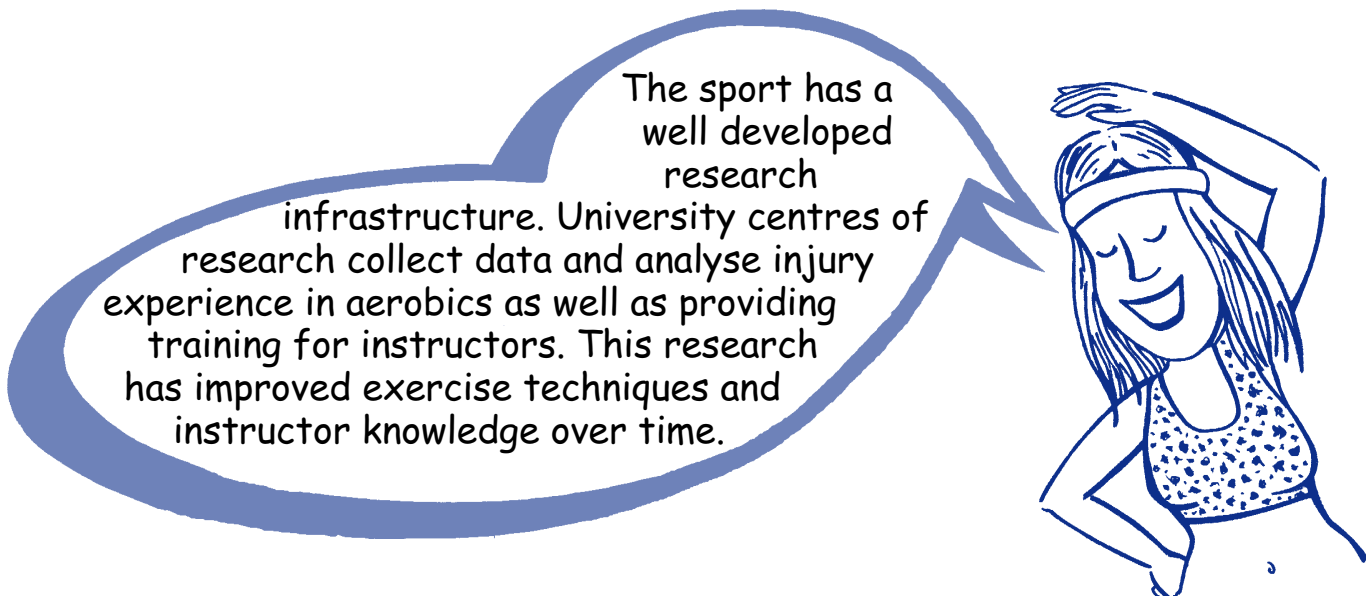 The sport has a
well developed
research
infrastructure. University centres of
research collect data and analyse injury
experience in aerobics as well as providing
training for instructors. This research
has improved exercise techniques and
instructor knowledge over time.